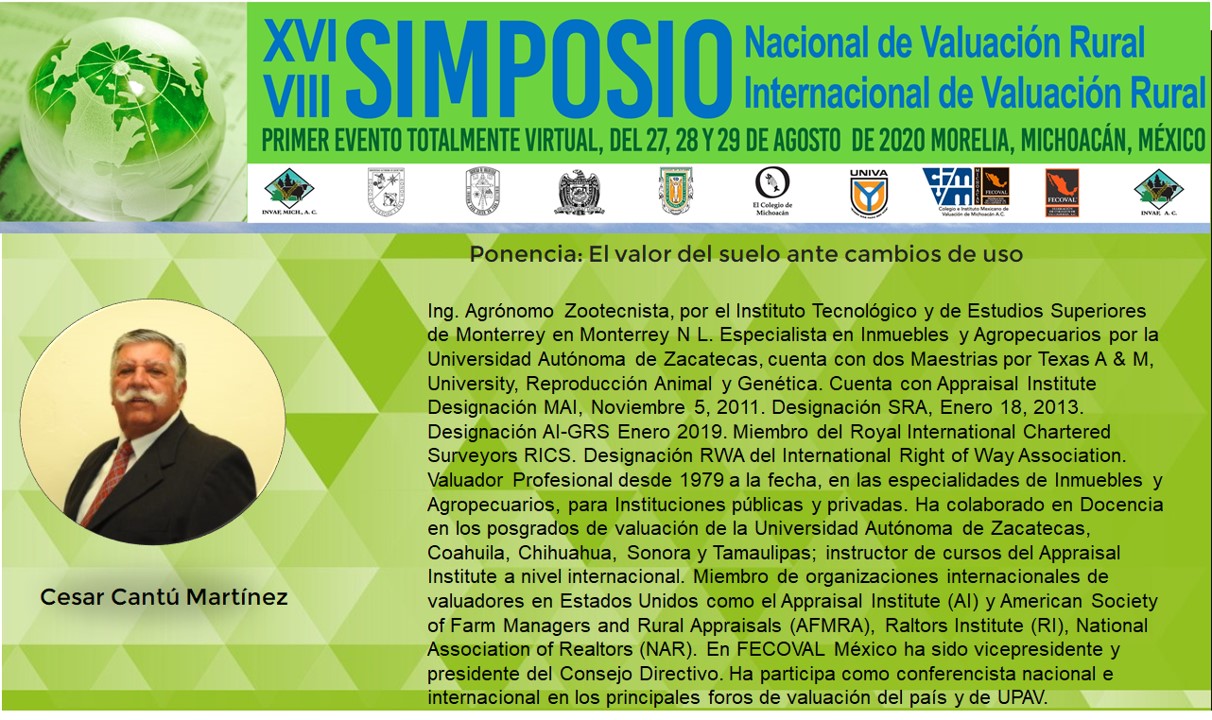 XVI SIMPOSIO Nacional de Valuación Rural
VIII Internacional de Valuación Rural
PRIMER EVENTO TOTALMENTE VIRTUAL, DEL 27, 28 Y 29 DE AGOSTO DE 2020 MORELIA, MICHOACÁN, MÉXICO
INVAF, MICH., A. C.
El Colegio de
Michoacán
UNIVA
Colegio e Instituto Mexicano de
Valuación de Michoacán A.C.
FECOVAL
FECOVAL
INVAF, A. C.
Ponencia: El valor del suelo ante cambios de uso
Ing. Agrónomo Zootecnista, por el Instituto Tecnológico y de Estudios Superiores
de Monterrey en Monterrey N L. Especialista en Inmuebles y Agropecuarios por la
Universidad Autónoma de Zacatecas, cuenta con dos Maestrias por Texas A & M,
University, Reproducción Animal y Genética. Cuenta con Appraisal Institute
Designación MAI, Noviembre 5, 2011. Designación SRA, Enero 18, 2013.
Designación AI-GRS Enero 2019. Miembro del Royal International Chartered
Surveyors RICS. Designación RWA del International Right of Way Association.
Valuador Profesional desde 1979 a la fecha, en las especialidades de Inmuebles y
Agropecuarios, para Instituciones públicas y privadas. Ha colaborado en Docencia
en los posgrados de valuación de la Universidad Autónoma de Zacatecas,
Coahuila, Chihuahua, Sonora y Tamaulipas; instructor de cursos del Appraisal
Institute a nivel internacional. Miembro de organizaciones internacionales de
valuadores en Estados Unidos como el Appraisal Institute (AI) y American Society
of Farm Managers and Rural Appraisals (AFMRA), Raltors Institute (RI), National
Association of Realtors (NAR). En FECOVAL México ha sido vicepresidente y
presidente del Consejo Directivo. Ha participa como conferencista nacional e
internacional en los principales foros de valuación del país y de UPAV.
Cesar Cantú Martínez